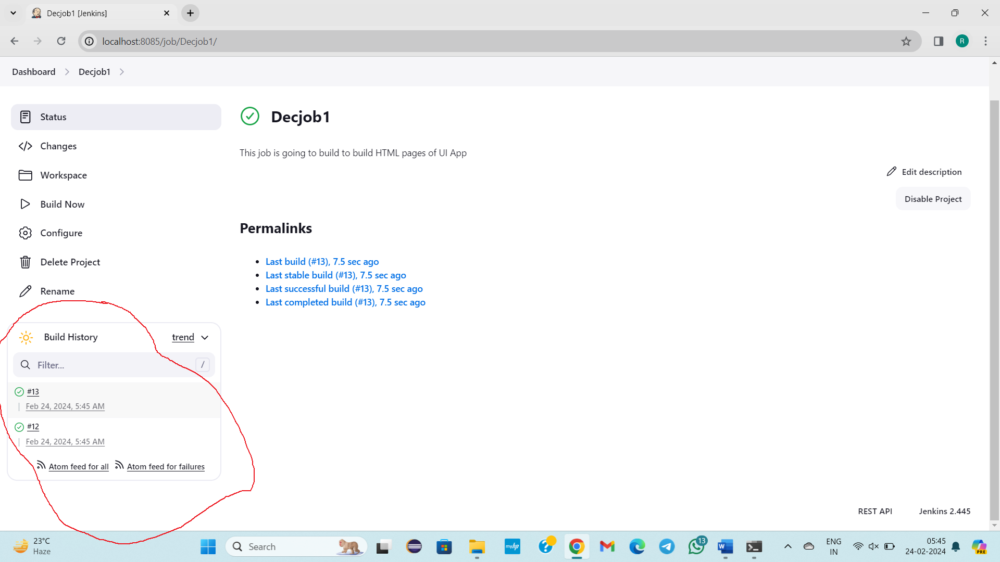 Decjob1 [Jenkins]
localhost:8085/job/Decjob1/
R
Dashboard
Decjob1
Status
Changes
Workspace
Build Now
Configure
Delete Project
Rename
Decjob1
This job is going to build to build HTML pages of UI App
Edit description
Disable Project
Permalinks
Last build (#13), 7.5 sec ago
Last stable build (#13), 7.5 sec ago
Last successful build (#13), 7.5 sec ago
Last completed build (#13), 7.5 sec ago
Build History
trend
Filter...
/
#13
Feb 24, 2024, 5:45 AM
#12
Feb 24, 2024, 5:45 AM
Atom feed for all
Atom feed for failures
REST API
Jenkins 2.445
23°C
Haze
Search
myhp
?
13
W
ENG
IN
05:45
24-02-2024
PRE